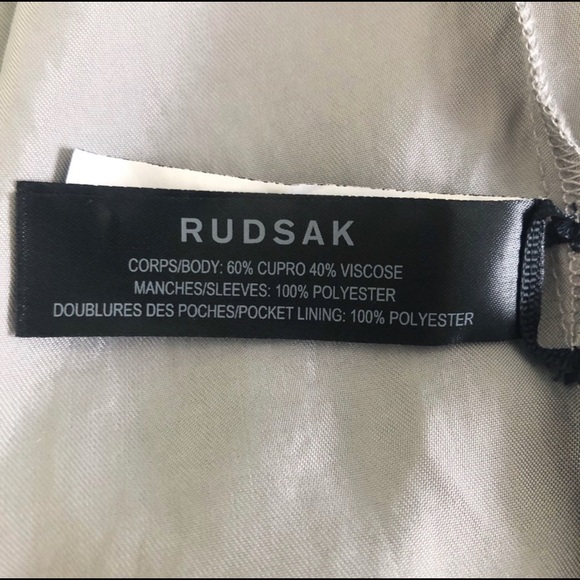 RUDSAK
CORPS/BODY: 60% CUPRO 40% VISCOSE
MANCHES/SLEEVES: 100% POLYESTER
DOUBLURES DES POCHES/POCKET LINING: 100% POLYESTER